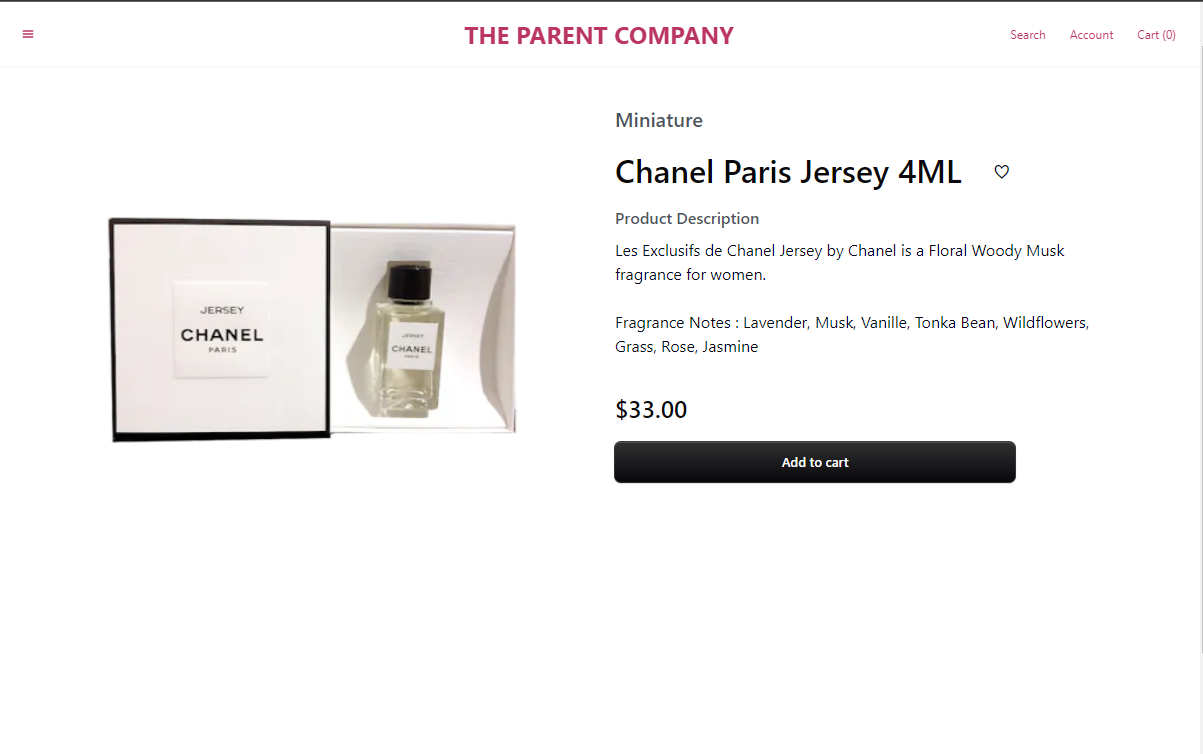 THE PARENT COMPANY
Search
Account
Cart (0)
Miniature
Chanel Paris Jersey 4ML
Product Description
Les Exclusifs de Chanel Jersey by Chanel is a Floral Woody Musk
fragrance for women.
Fragrance Notes : Lavender, Musk, Vanille, Tonka Bean, Wildflowers,
Grass, Rose, Jasmine
$33.00
Add to cart
JERSEY
CHANEL
PARIS
JERSEY
CHANEL
PARIS